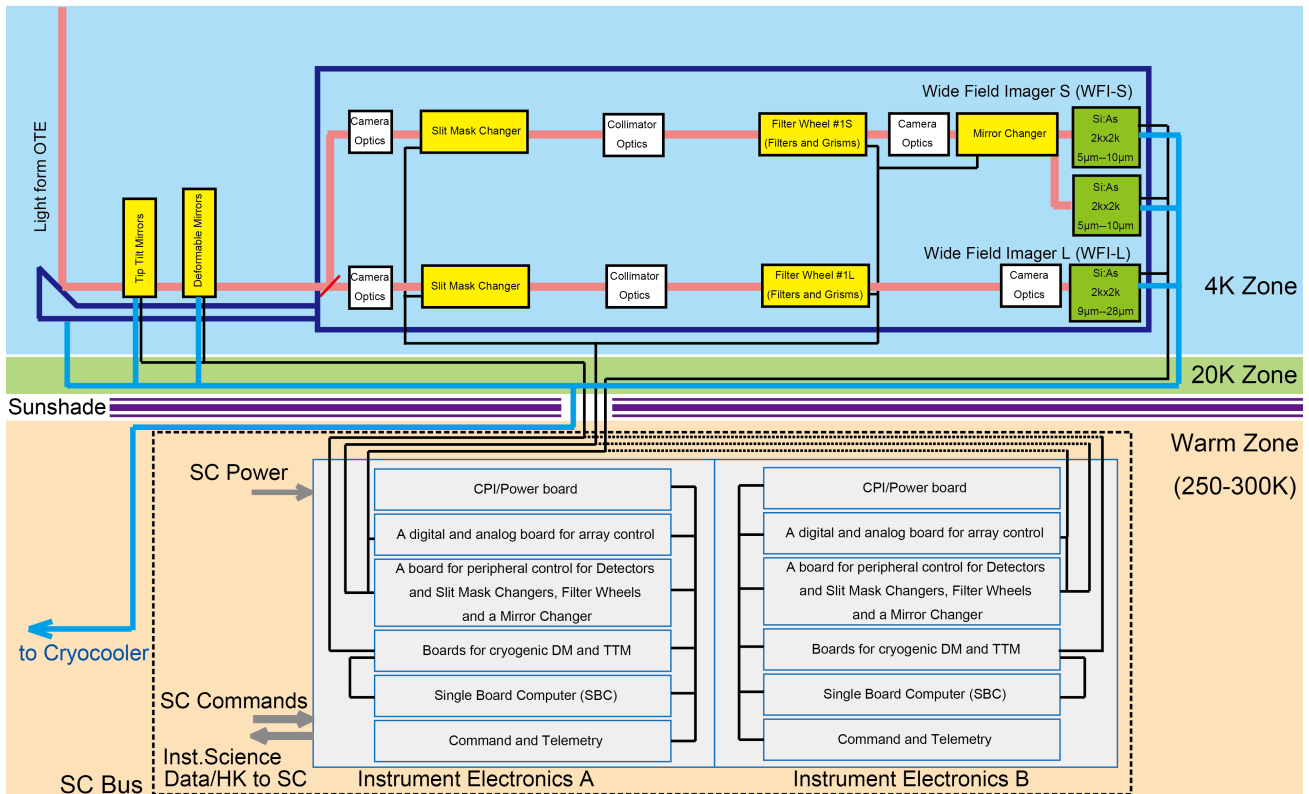 Light form OTE
Tip Tilt Mirrors
Deformable Mirrors
Wide Field Imager S (WFI-S)
Camera
Optics
Slit Mask Changer
Collimator
Optics
Filter Wheel #1S
(Filters and Grisms)
Camera
Optics
Mirror Changer
Si:As
2kx2k
5μm--10μm
Si:As
2kx2k
5μm--10μm
Wide Field Imager L (WFI-L)
Camera
Optics
Slit Mask Changer
Collimator
Optics
Filter Wheel #1L
(Filters and Grisms)
Camera
Optics
Si:As
2kx2k
9μm--28μm
4K Zone
20K Zone
Sunshade
Warm Zone
(250-300K)
SC Power
CPI/Power board
A digital and analog board for array control
A board for peripheral control for Detectors
and Slit Mask Changers, Filter Wheels
and a Mirror Changer
Boards for cryogenic DM and TTM
Single Board Computer (SBC)
Command and Telemetry
CPI/Power board
A digital and analog board for array control
A board for peripheral control for Detectors
and Slit Mask Changers, Filter Wheels
and a Mirror Changer
Boards for cryogenic DM and TTM
Single Board Computer (SBC)
Command and Telemetry
to Cryocooler
SC Commands
Inst.Science
Data/HK to SC
SC Bus
Instrument Electronics A
Instrument Electronics B